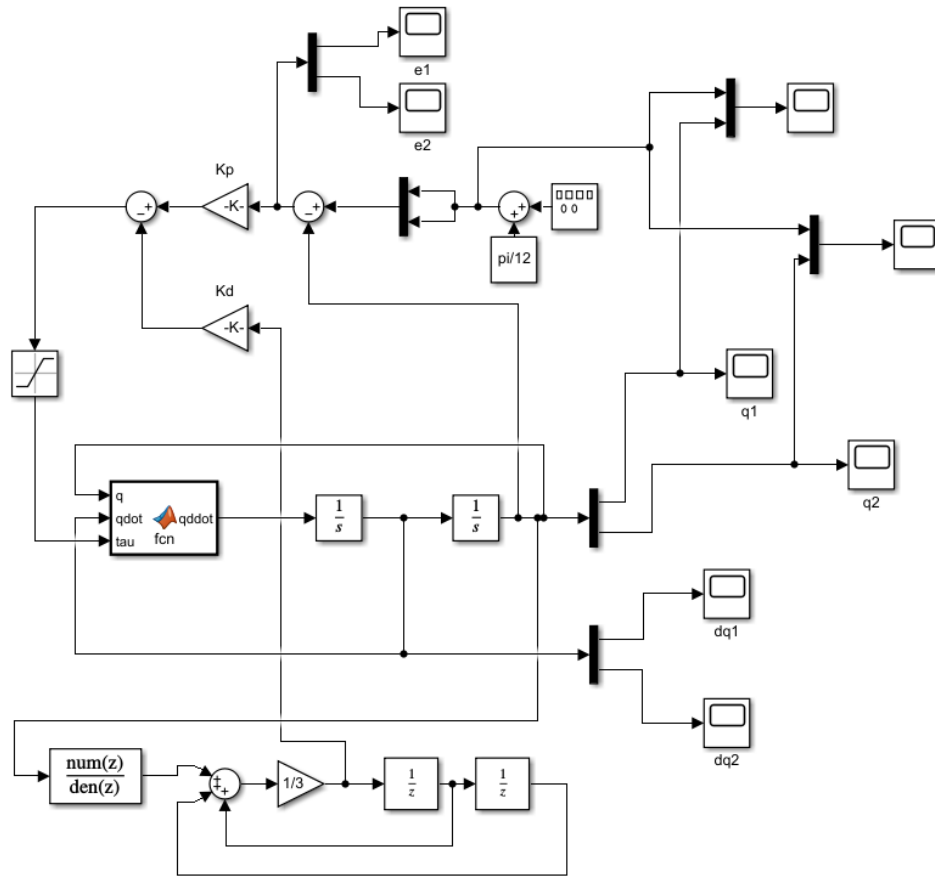 e1
e2
Kp
-K-
− +
− +
+ +
0 0
pi/12
Kd
-K-
q1
q2
q
qdot
tau
qddot
fcn
1
s
1
s
dq1
dq2
num(z)
den(z)
+
+
+
1/3
1
z
1
z